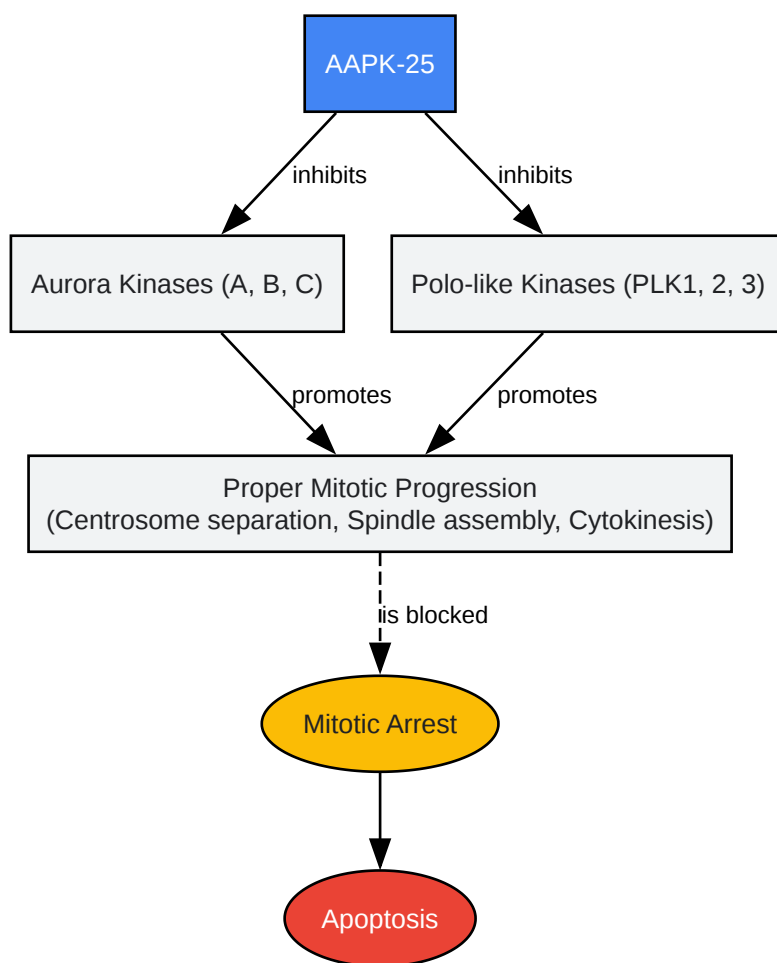 AAPK-25
inhibits
inhibits
Aurora Kinases (A, B, C)
Polo-like Kinases (PLK1, 2, 3)
promotes
promotes
Proper Mitotic Progression
(Centrosome separation, Spindle assembly, Cytokinesis)
is blocked
Mitotic Arrest
Apoptosis